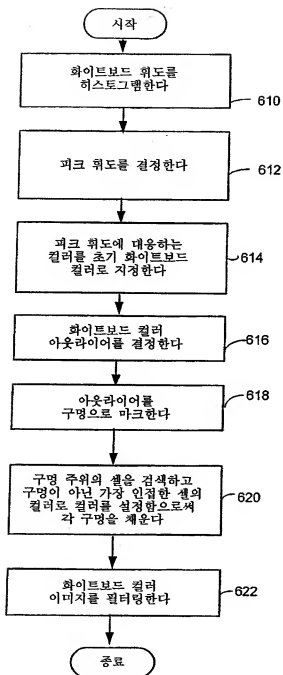 시작
화이트보드 휘도를
히스토그램한다
610
피크 휘도를 결정한다
612
피크 휘도에 대응하는
컬러를 초기 화이트보드
컬러로 지정한다
614
화이트보드 컬러
아웃라이어를 결정한다
616
아웃라이어를
구멍으로 마크한다
618
구멍 주위의 셀을 검색하고
구멍이 아닌 가장 인접한 셀의
컬러로 컬러를 설정함으로써
각 구멍을 채운다
620
화이트보드 컬러
이미지를 필터링한다
622
종료